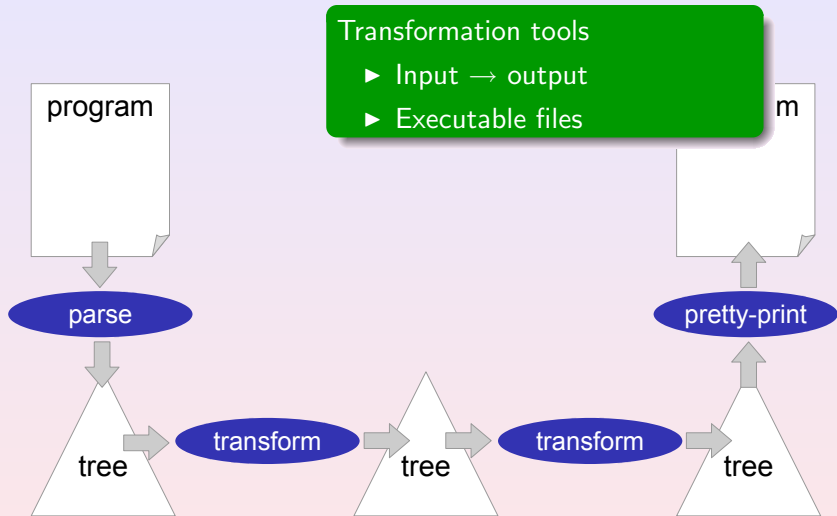 Transformation tools
► Input → output
► Executable files
program
m
parse
pretty-print
transform
transform
tree
tree
tree